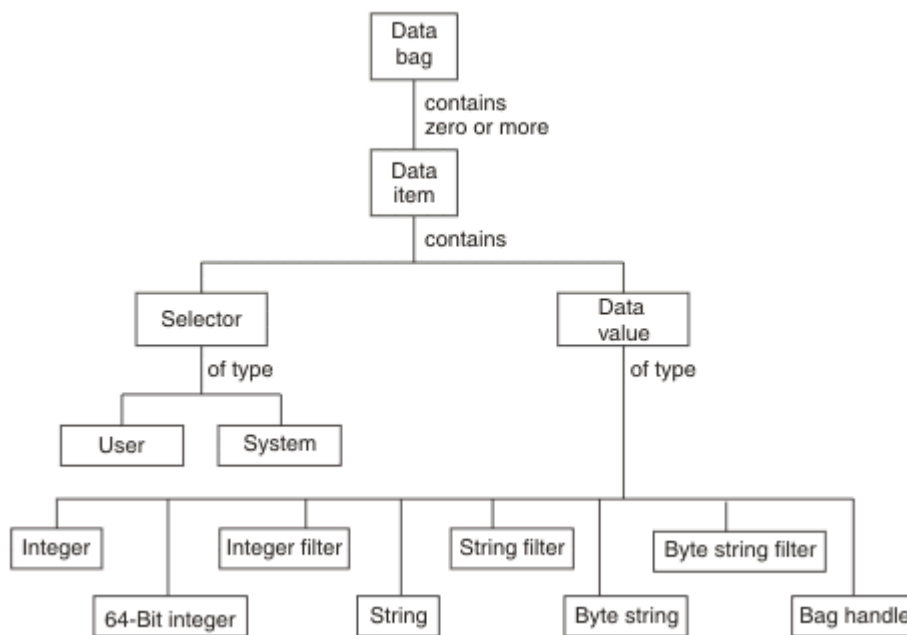 Data
bag
contains
zero or more
Data
item
contains
Selector
Data
value
of type
of type
User
System
Integer
Integer filter
String filter
Byte string filter
64-Bit integer
String
Byte string
Bag handle